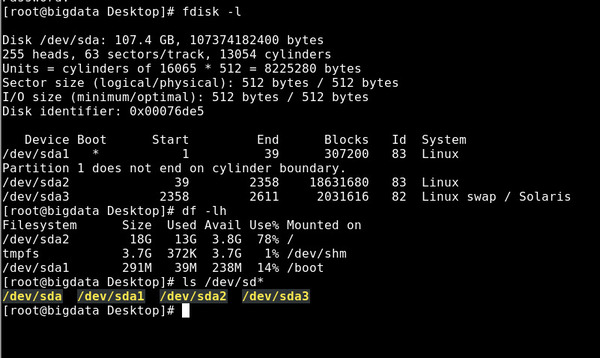 [root@bigdata Desktop]# fdisk -l
Disk /dev/sda: 107.4 GB, 107374182400 bytes
255 heads, 63 sectors/track, 13054 cylinders
Units = cylinders of 16065 * 512 = 8225280 bytes
Sector size (logical/physical): 512 bytes / 512 bytes
I/O size (minimum/optimal): 512 bytes / 512 bytes
Disk identifier: 0x00076de5
Device Boot      Start         End      Blocks   Id  System
/dev/sda1   *           1          39      307200   83  Linux
Partition 1 does not end on cylinder boundary.
/dev/sda2              39        2358    18631680   83  Linux
/dev/sda3            2358        2611     2031616   82  Linux swap / Solaris
[root@bigdata Desktop]# df -lh
Filesystem      Size  Used Avail Use% Mounted on
/dev/sda2        18G   13G  3.8G  78% /
tmpfs           3.7G  372K  3.7G   1% /dev/shm
/dev/sda1       291M   39M  238M  14% /boot
[root@bigdata Desktop]# ls /dev/sd*
/dev/sda  /dev/sda1  /dev/sda2  /dev/sda3
[root@bigdata Desktop]#